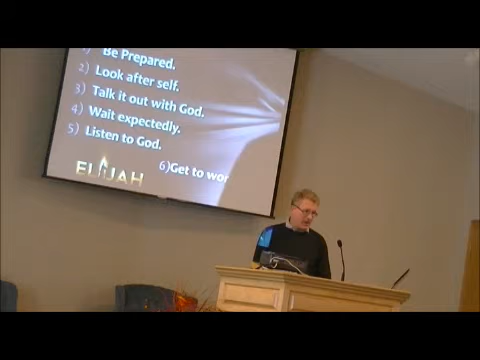 1) Be Prepared.
2) Look after self.
3) Talk it out with God.
4) Wait expectedly.
5) Listen to God.
6)Get to wor
ELIJAH